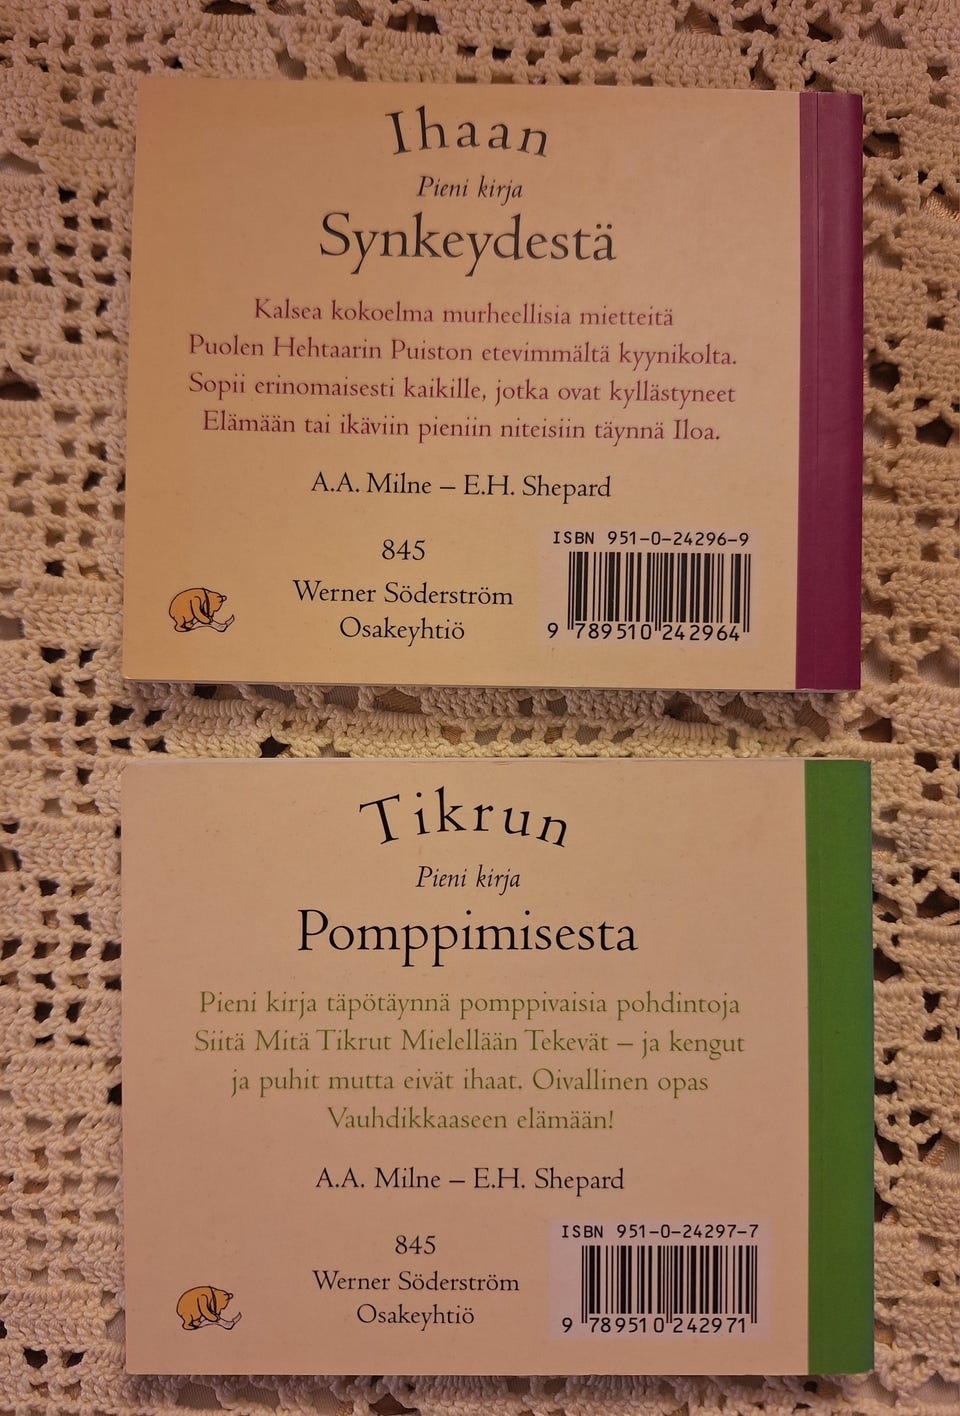 Ihaan
Pieni kirja
Synkeydestä
Kalsea kokoelma murheellisia mietteitä
Puolen Hehtaarin Puiston etevimmältä kyynikolta.
Sopii erinomaisesti kaikille, jotka ovat kyllästyneet
Elämään tai ikäviin pieniin niteisiin täynnä Iloa.
A.A. Milne – E.H. Shepard
845
Werner Söderström
Osakeyhtiö
ISBN 951-0-24296-9
9 789510 242964
Tikrun
Pieni kirja
Pomppimisesta
Pieni kirja täpötäynnä pomppivaisia pohdintoja
Siitä Mitä Tikrut Mielellään Tekevät – ja kengut
ja puhit mutta eivät ihaat. Oivallinen opas
Vauhdikkaaseen elämään!
A.A. Milne – E.H. Shepard
845
Werner Söderström
Osakeyhtiö
ISBN 951-0-24297-7
9 789510 242971